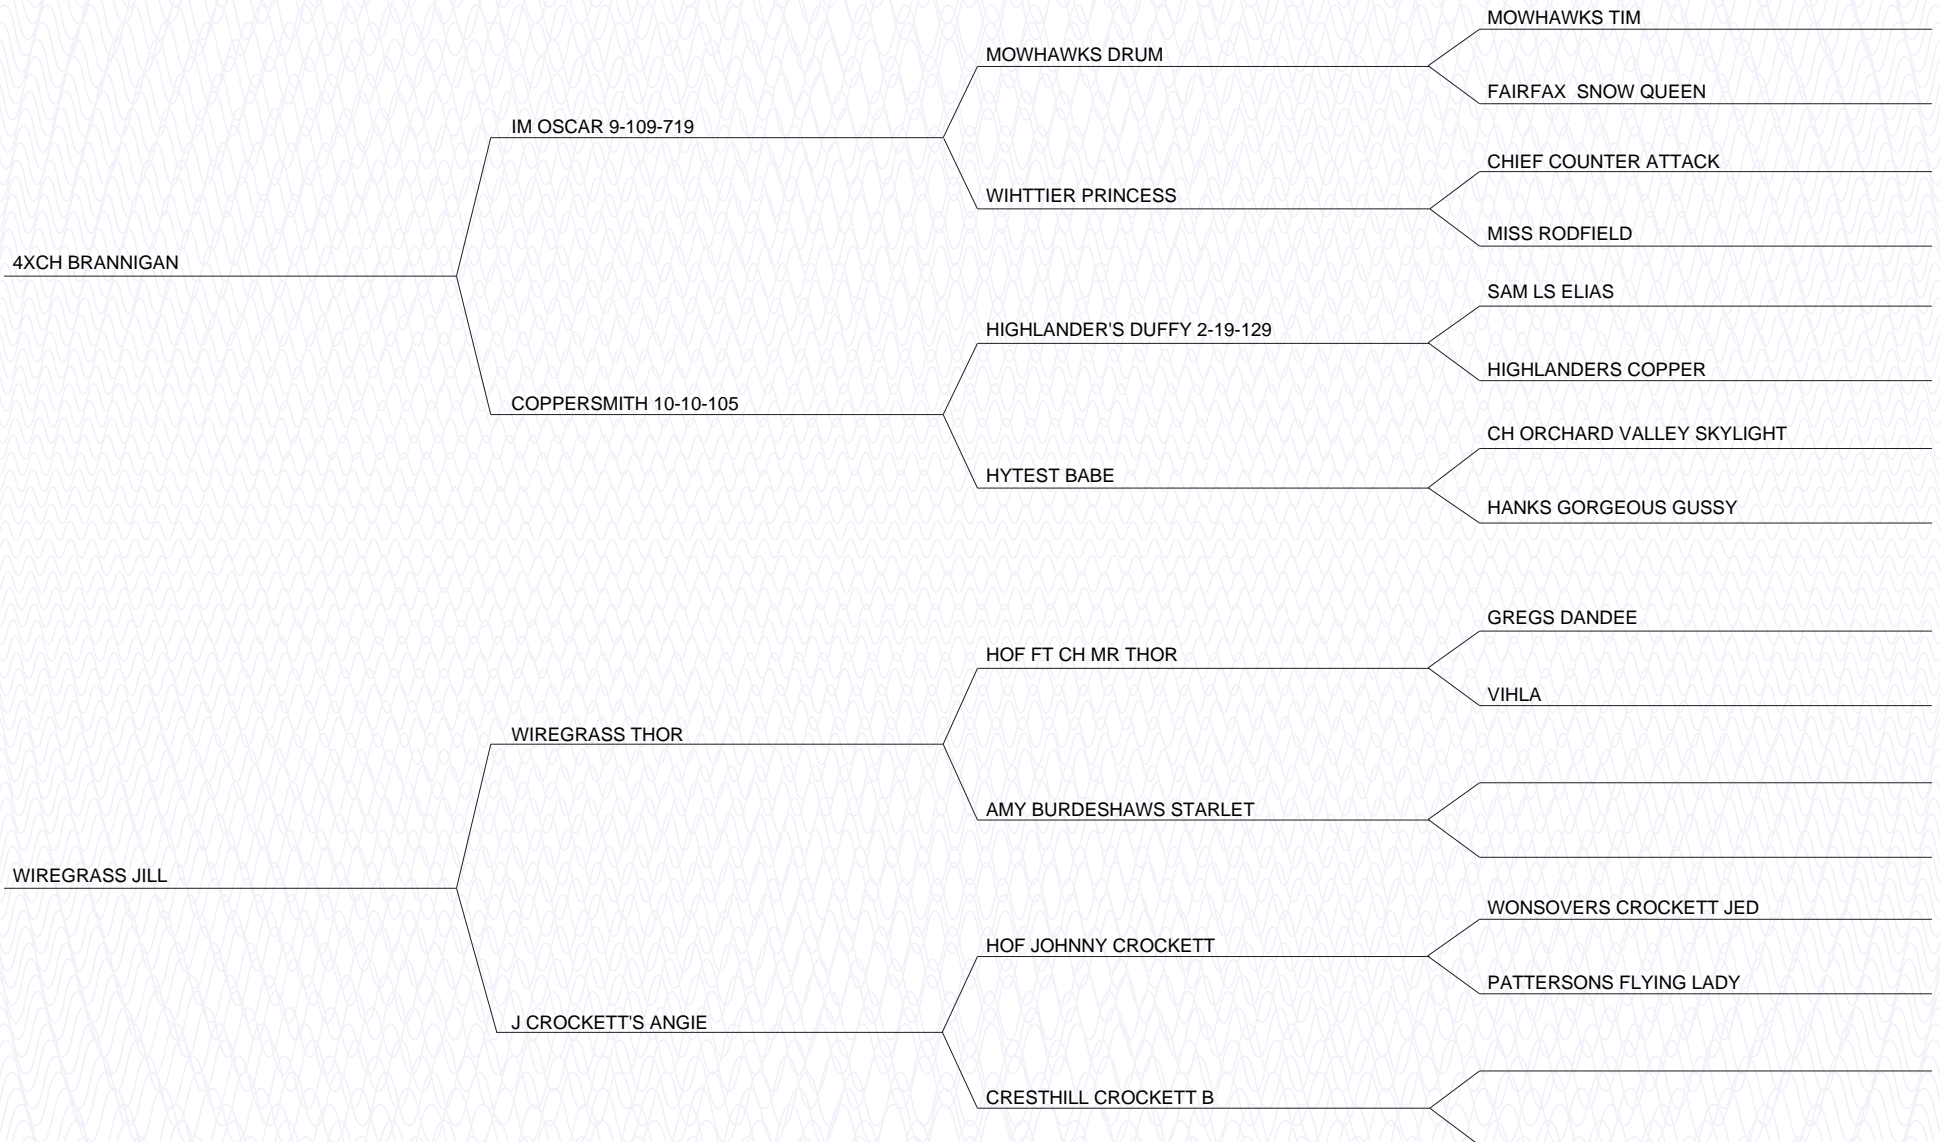 MOWHAWKS TIM
MOWHAWKS DRUM
FAIRFAX  SNOW QUEEN
IM OSCAR 9-109-719
CHIEF COUNTER ATTACK
WIHTTIER PRINCESS
MISS RODFIELD
4XCH BRANNIGAN
SAM LS ELIAS
HIGHLANDER'S DUFFY 2-19-129
HIGHLANDERS COPPER
COPPERSMITH 10-10-105
CH ORCHARD VALLEY SKYLIGHT
HYTEST BABE
HANKS GORGEOUS GUSSY
GREGS DANDEE
HOF FT CH MR THOR
VIHLA
WIREGRASS THOR
AMY BURDESHAWS STARLET
WIREGRASS JILL
WONSOVERS CROCKETT JED
HOF JOHNNY CROCKETT
PATTERSONS FLYING LADY
J CROCKETT'S ANGIE
CRESTHILL CROCKETT B